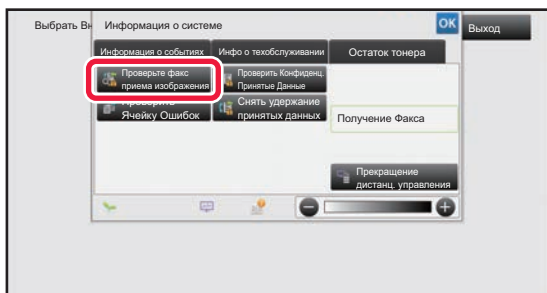 Выбрать Вн
Информация о системе
OK
Выход
Информация о событиях
Инфо о техобслуживании
Остаток тонера
Проверьте факс
приема изображения
Проверить Конфиденц.
Принятые Данные
Проверить
Ячейку Ошибок
Снять удержание
принятых данных
Получение Факса
Прекращение
дистанц. управления